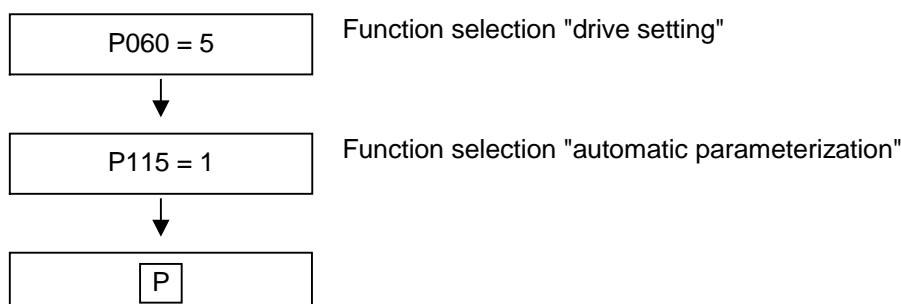 P060 = 5
Function selection "drive setting"
P115 = 1
Function selection "automatic parameterization"
P